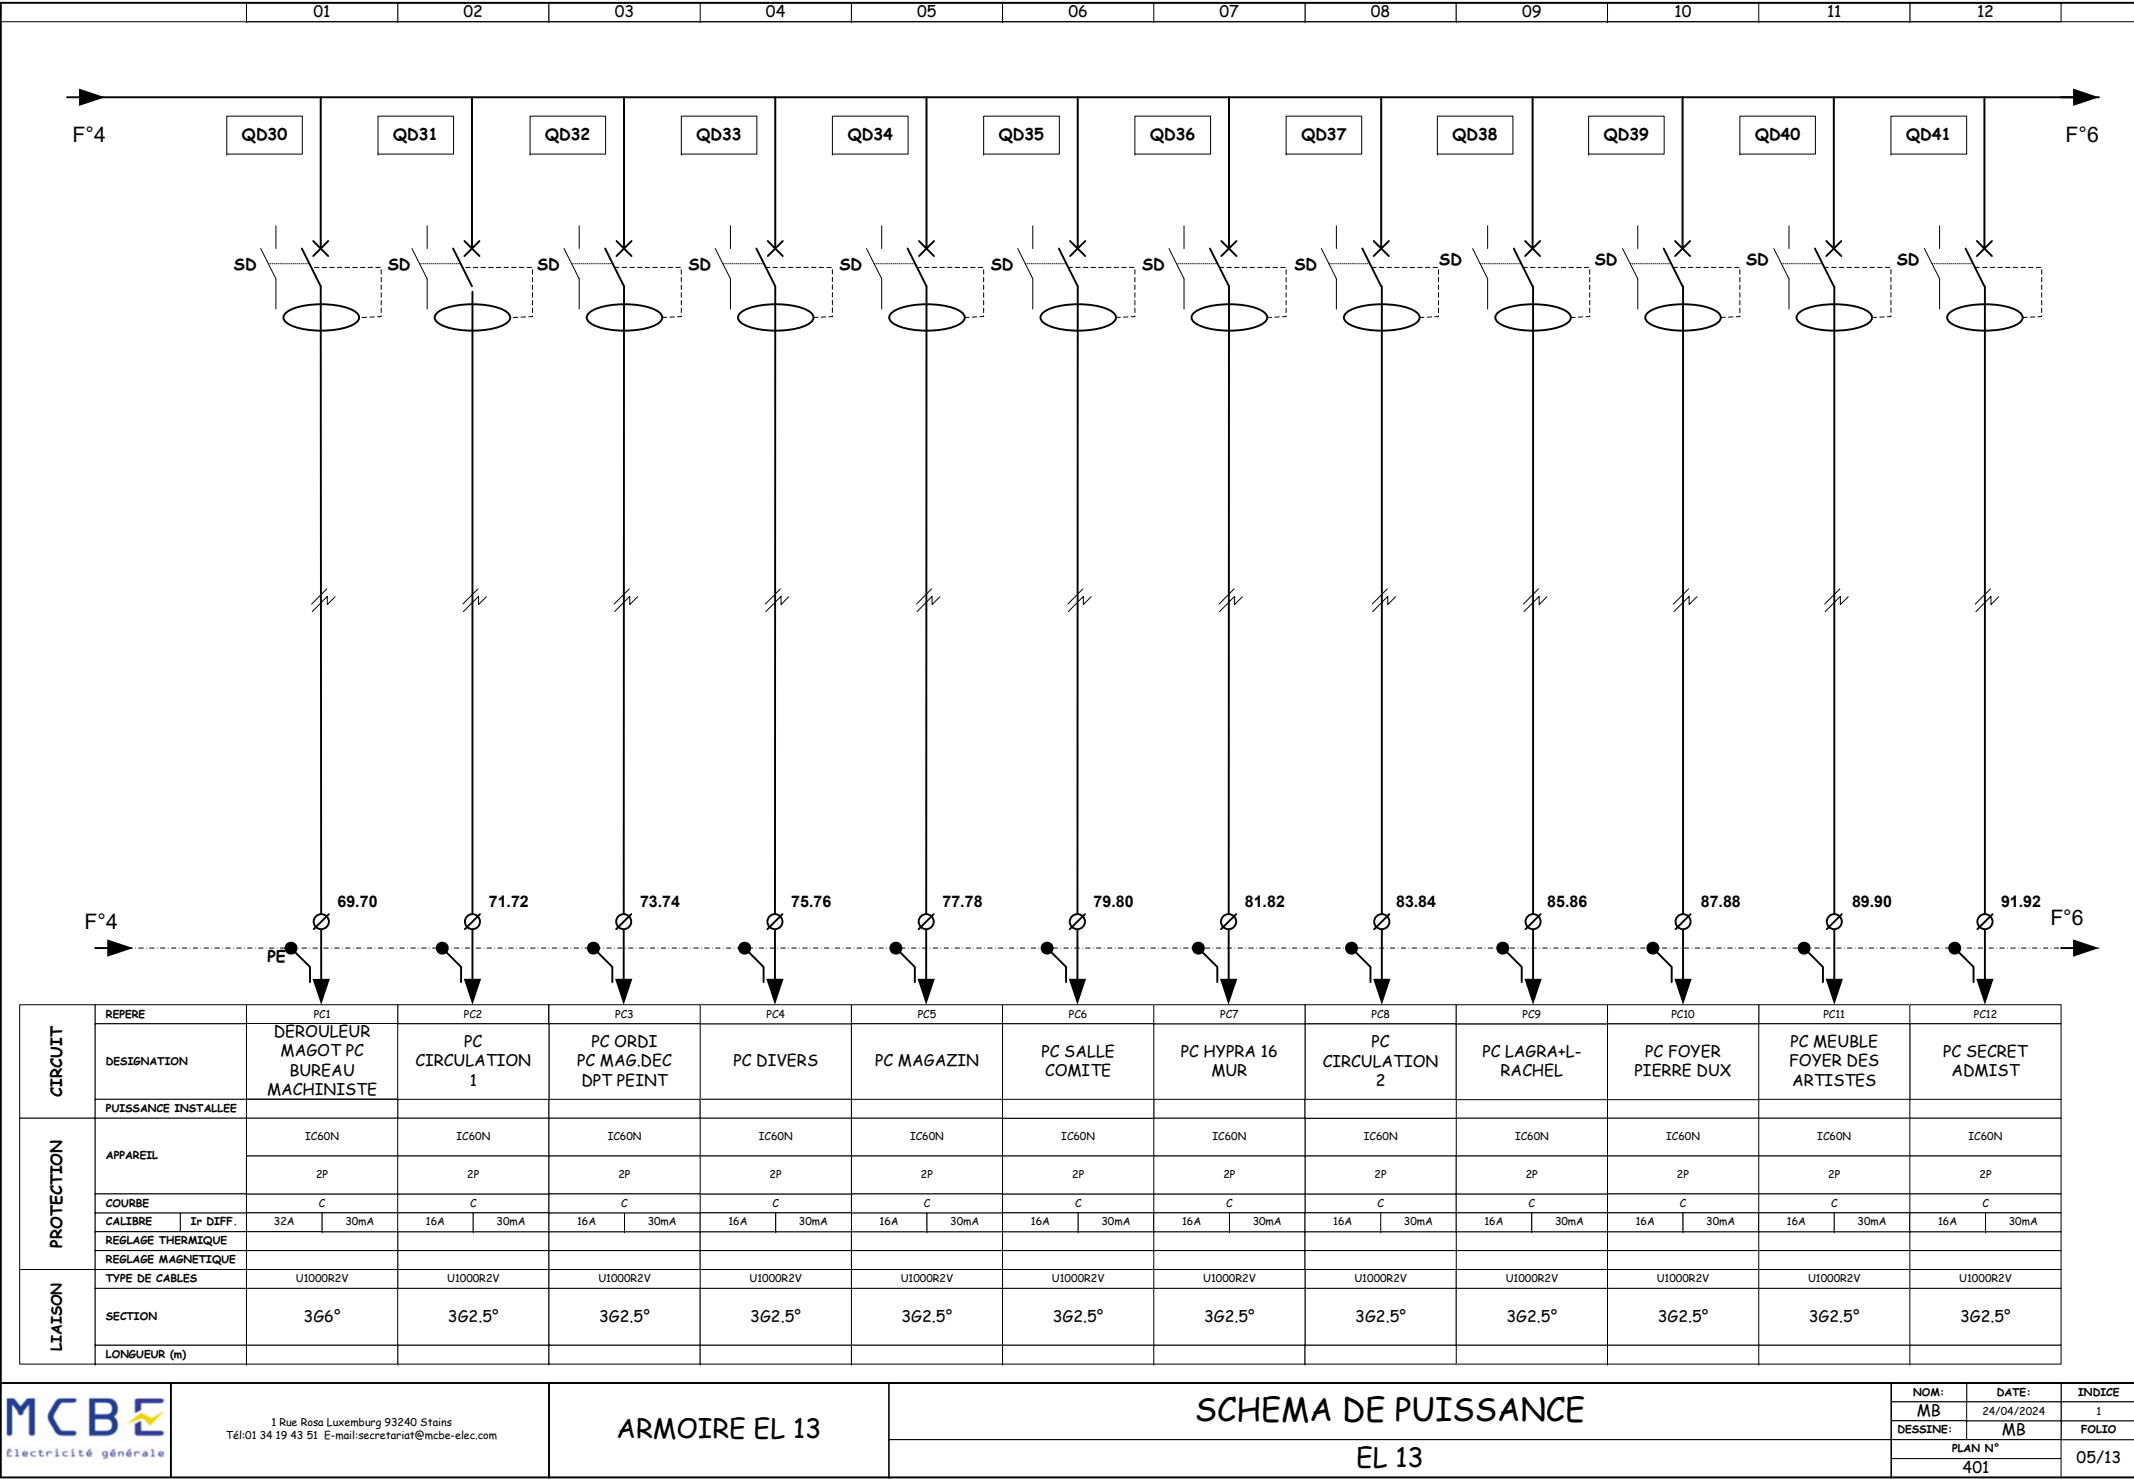 01 02 03 04 05 06 07 08 09 10 11 12
F°4 QD30 QD31 QD32 QD33 QD34 QD35 QD36 QD37 QD38 QD39 QD40 QD41 F°6
SD SD SD SD SD SD SD SD SD SD SD SD
69.70 71.72 73.74 75.76 77.78 79.80 81.82 83.84 85.86 87.88 89.90 91.92
F°4 F°6
PE
CIRCUIT
REPERE PC1 PC2 PC3 PC4 PC5 PC6 PC7 PC8 PC9 PC10 PC11 PC12
DESIGNATION
DEROULEUR
MAGOT PC
BUREAU
MACHINISTE
PC
CIRCULATION
1
PC ORDI
PC MAG.DEC
DPT PEINT
PC DIVERS
PC MAGAZIN
PC SALLE
COMITE
PC HYPRA 16
MUR
PC
CIRCULATION
2
PC LAGRA+L-
RACHEL
PC FOYER
PIERRE DUX
PC MEUBLE
FOYER DES
ARTISTES
PC SECRET
ADMIST
PUISSANCE INSTALLEE
PROTECTION
APPAREIL
IC60N IC60N IC60N IC60N IC60N IC60N IC60N IC60N IC60N IC60N IC60N IC60N
2P 2P 2P 2P 2P 2P 2P 2P 2P 2P 2P 2P
COURBE C C C C C C C C C C C C
CALIBRE Ir DIFF. 32A 30mA 16A 30mA 16A 30mA 16A 30mA 16A 30mA 16A 30mA 16A 30mA 16A 30mA 16A 30mA 16A 30mA 16A 30mA 16A 30mA
REGLAGE THERMIQUE
REGLAGE MAGNETIQUE
LIAISON
TYPE DE CABLES U1000R2V U1000R2V U1000R2V U1000R2V U1000R2V U1000R2V U1000R2V U1000R2V U1000R2V U1000R2V U1000R2V U1000R2V
SECTION 3G6° 3G2.5° 3G2.5° 3G2.5° 3G2.5° 3G2.5° 3G2.5° 3G2.5° 3G2.5° 3G2.5° 3G2.5° 3G2.5°
LONGUEUR (m)
MCBE
Électricité générale
1 Rue Rosa Luxemburg 93240 Stains
Tél:01 34 19 43 51 E-mail:secretariat@mcbe-elec.com
ARMOIRE EL 13
SCHEMA DE PUISSANCE
EL 13
NOM: DATE: INDICE
MB 24/04/2024 1
DESSINE: MB FOLIO
PLAN N°
401
05/13